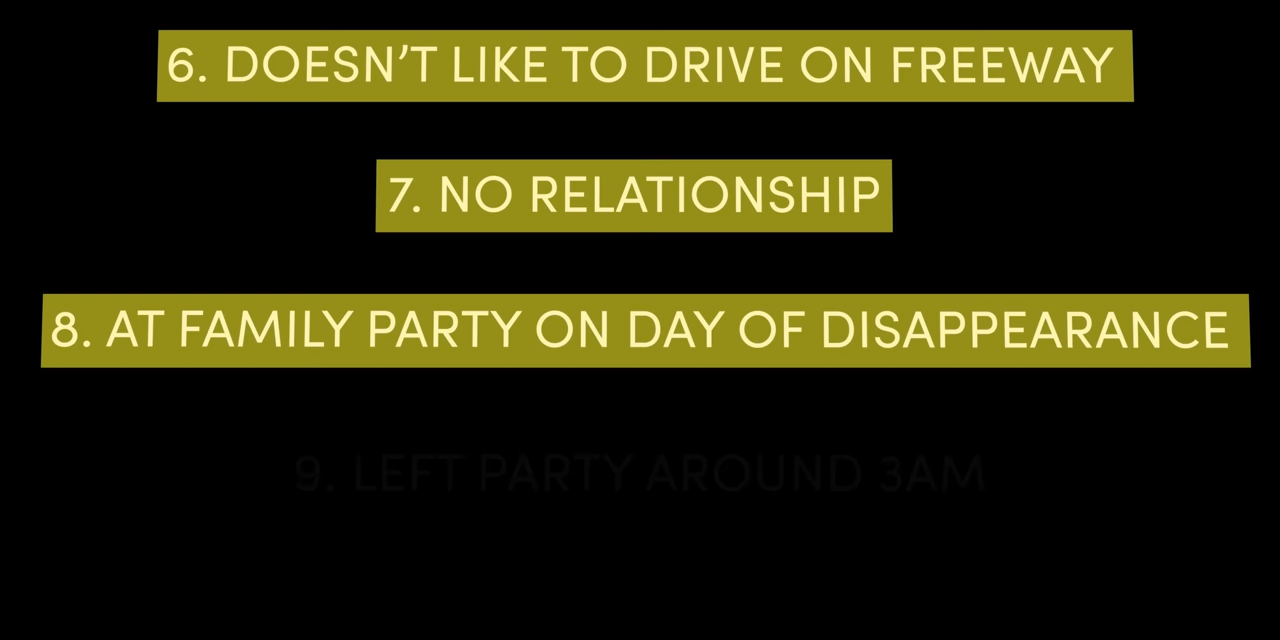 6. DOESN’T LIKE TO DRIVE ON FREEWAY
7. NO RELATIONSHIP
8. AT FAMILY PARTY ON DAY OF DISAPPEARANCE
9. LEFT PARTY AROUND 3AM